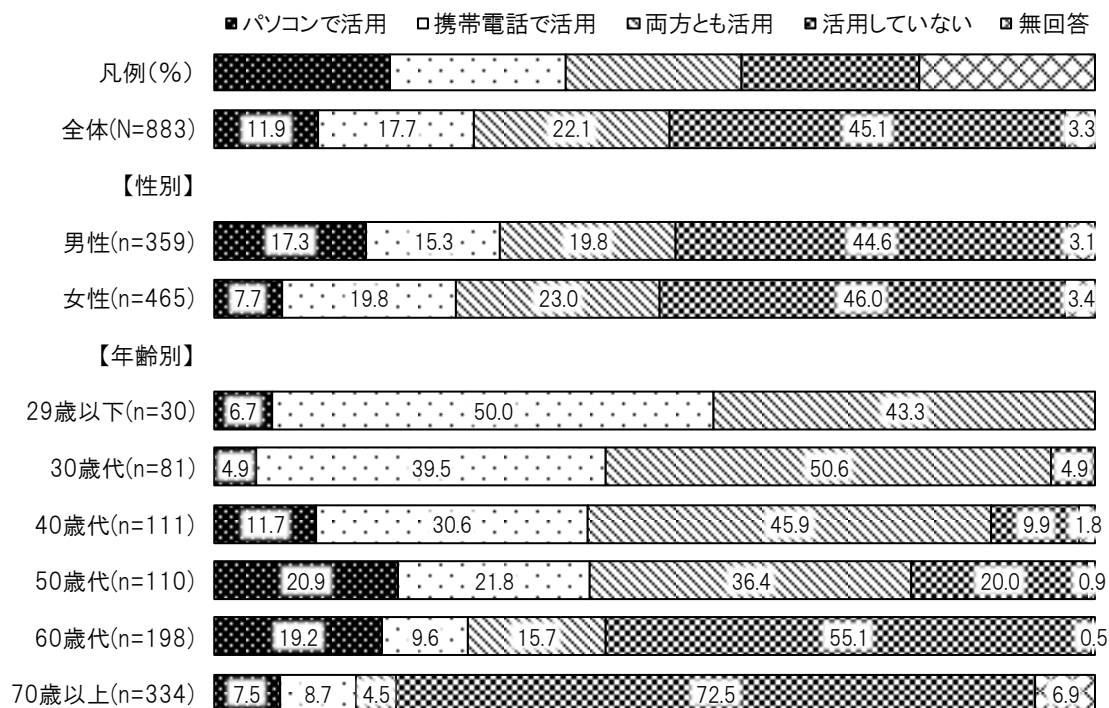 パソコンで活用 携帯電話で活用 両方とも活用 活用していない 無回答
凡例(%)
全体(N=883) 11.9 17.7 22.1 45.1 3.3
【性別】
男性(n=359) 17.3 15.3 19.8 44.6 3.1
女性(n=465) 7.7 19.8 23.0 46.0 3.4
【年齢別】
29歳以下(n=30) 6.7 50.0 43.3
30歳代(n=81) 4.9 39.5 50.6 4.9
40歳代(n=111) 11.7 30.6 45.9 9.9 1.8
50歳代(n=110) 20.9 21.8 36.4 20.0 0.9
60歳代(n=198) 19.2 9.6 15.7 55.1 0.5
70歳以上(n=334) 7.5 8.7 4.5 72.5 6.9